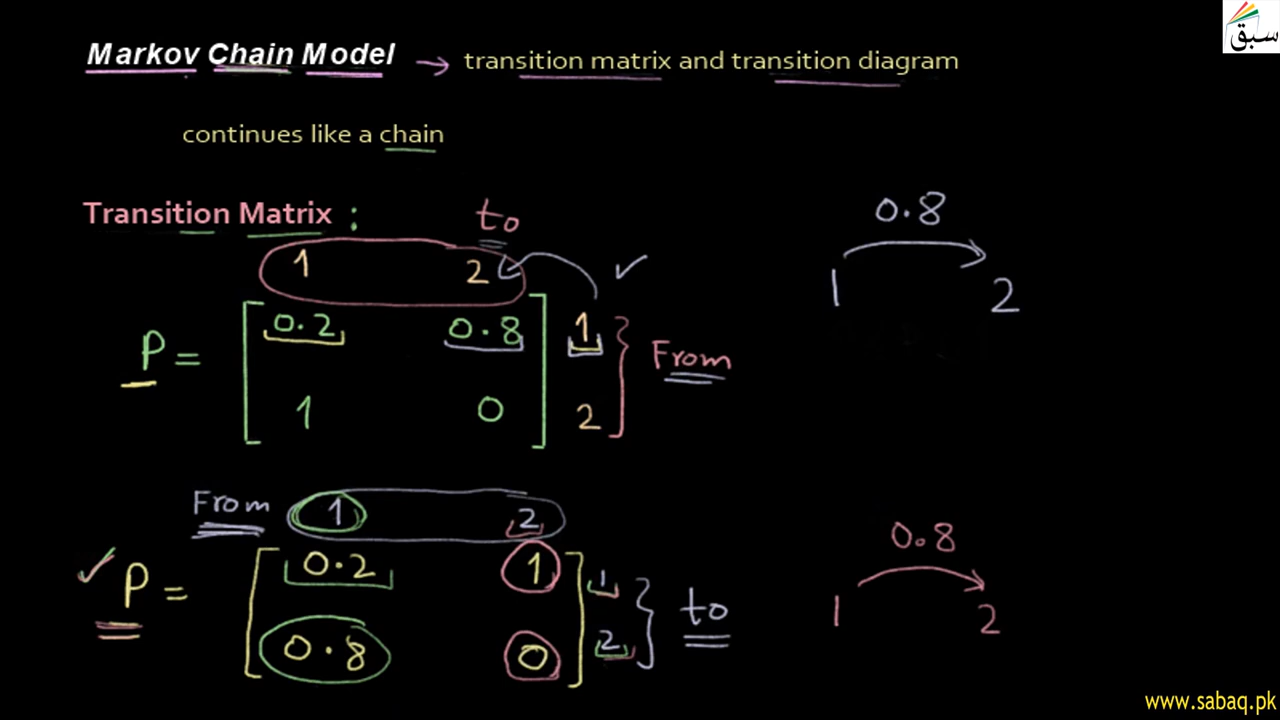 سبق
Markov Chain Model → transition matrix and transition diagram
continues like a chain
Transition Matrix :
to
1 2 ✓
0.8
1 2
P = [ 0.2 0.8 ] 1 } From
1 0 2
From 1 2
✓ P = [ 0.2 1 ] 1 } to
0.8 0 2
0.8
1 2
www.sabaq.pk